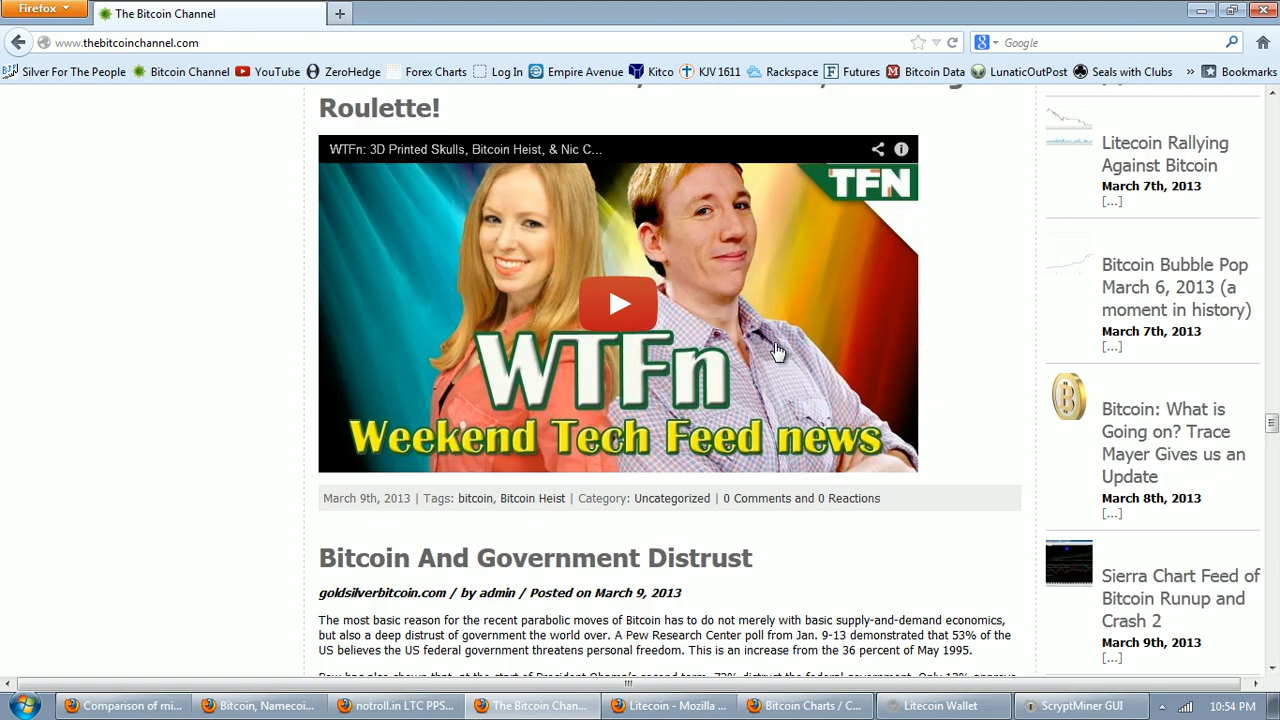 Firefox
The Bitcoin Channel
www.thebitcoinchannel.com
Google
Silver For The People
Bitcoin Channel
YouTube
ZeroHedge
Forex Charts
Log In
Empire Avenue
Kitco
KJV 1611
Rackspace
Futures
Bitcoin Data
LunaticOutPost
Seals with Clubs
»
Bookmarks
Roulette!
WTFn: 3D Printed Skulls, Bitcoin Heist, & Nic C...
TFN
WTFn
Weekend Tech Feed news
March 9th, 2013 | Tags: bitcoin, Bitcoin Heist | Category: Uncategorized | 0 Comments and 0 Reactions
Bitcoin And Government Distrust
goldsilverbitcoin.com / by admin / Posted on March 9, 2013
The most basic reason for the recent parabolic moves of Bitcoin has to do not merely with basic supply-and-demand economics,
but also a deep distrust of government the world over. A Pew Research Center poll from Jan. 9-13 demonstrated that 53% of the
US believes the US federal government threatens personal freedom. This is an increase from the 36 percent of May 1995.
Litecoin Rallying
Against Bitcoin
March 7th, 2013
[...]
Bitcoin Bubble Pop
March 6, 2013 (a
moment in history)
March 7th, 2013
[...]
Bitcoin: What is
Going on? Trace
Mayer Gives us an
Update
March 8th, 2013
[...]
Sierra Chart Feed of
Bitcoin Runup and
Crash 2
March 9th, 2013
[...]
Comparison of mi...
Bitcoin, Namecoi...
notroll.in LTC PPS...
The Bitcoin Chan...
Litecoin - Mozilla ...
Bitcoin Charts / C...
Litecoin Wallet
ScryptMiner GUI
10:54 PM